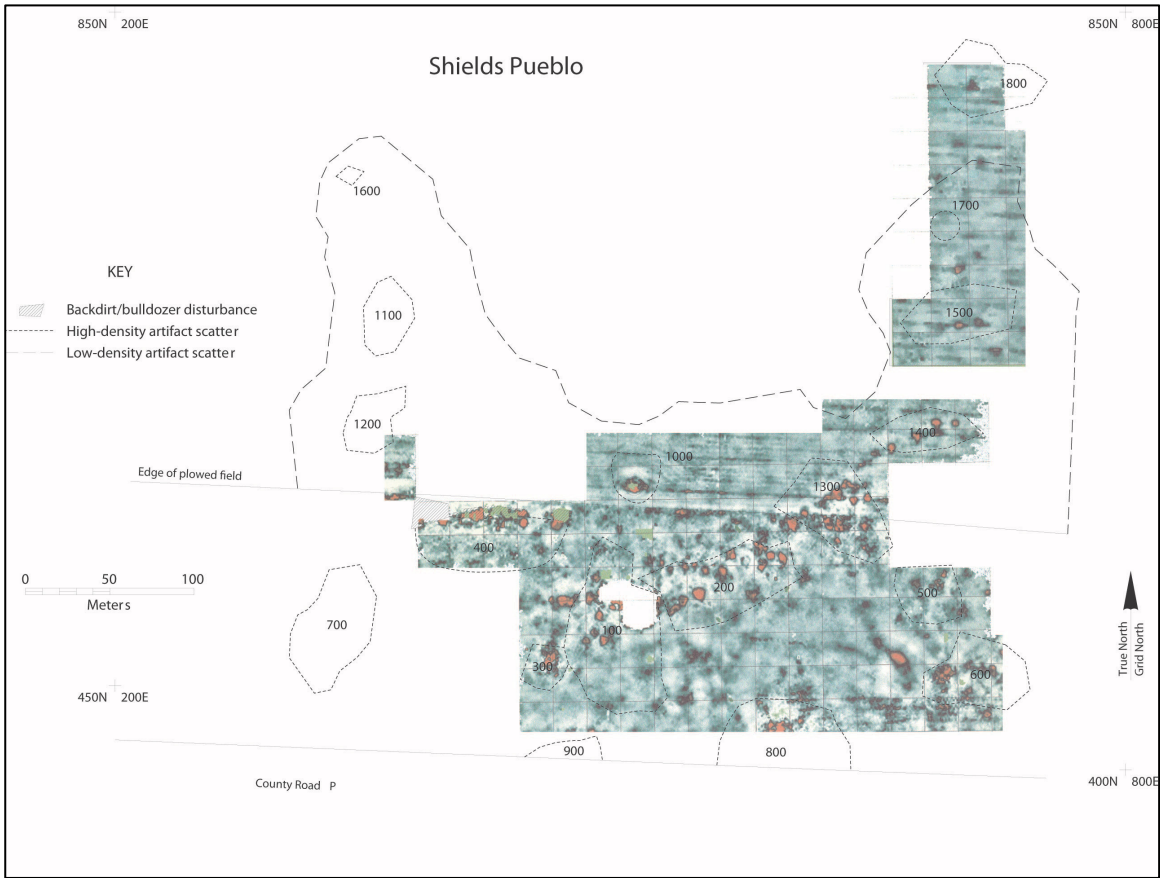 850N 200E
850N 800E
Shields Pueblo
1800
1600
1700
KEY
Backdirt/bulldozer disturbance
High-density artifact scatter
Low-density artifact scatter
1100
1500
1200
1400
1000
Edge of plowed field
1300
400
0 50 100
Meters
200
500
700
100
300
600
True North
Grid North
450N 200E
900
800
County Road P
400N 800E